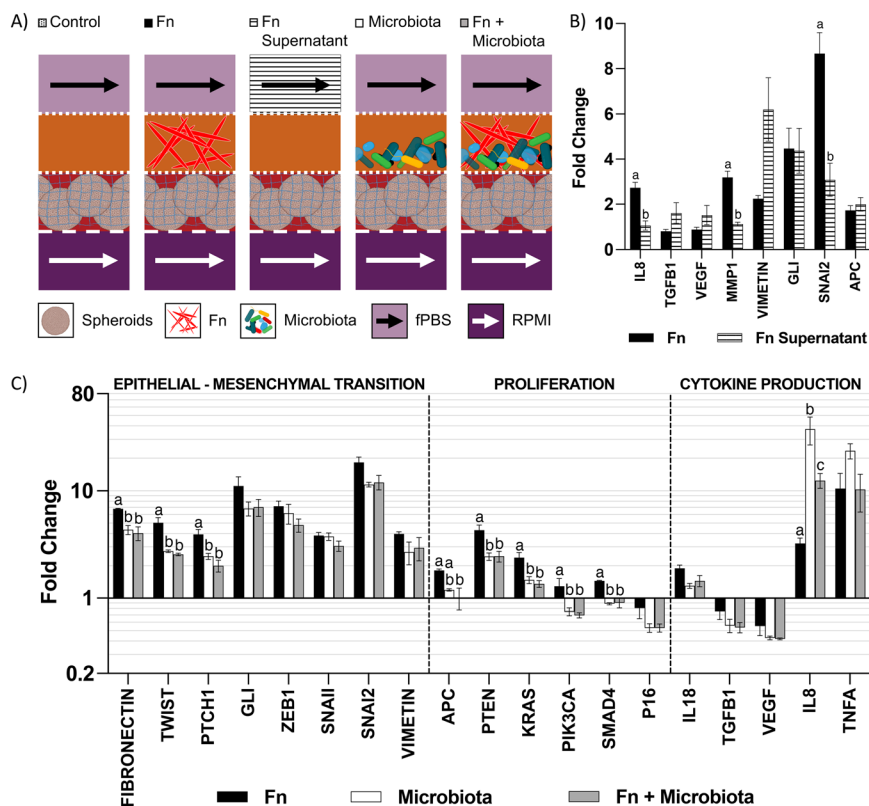 A)
Control
Fn
Fn
Supernatant
Microbiota
Fn +
Microbiota
Spheroids
Fn
Microbiota
fPBS
RPMI
B)
Fold Change
10
8
6
4
2
0
a
b
a
b
a
b
IL8
TGFB1
VEGF
MMP1
VIMETIN
GLI
SNAI2
APC
Fn
Fn Supernatant
C)
EPITHELIAL - MESENCHYMAL TRANSITION
PROLIFERATION
CYTOKINE PRODUCTION
Fold Change
80
10
1
0.2
a b b
a b b
a b b
a a b
a b b
a b b
a b b
a b b
a b c
FIBRONECTIN
TWIST
PTCH1
GLI
ZEB1
SNAII
SNAI2
VIMETIN
APC
PTEN
KRAS
PIK3CA
SMAD4
P16
IL18
TGFB1
VEGF
IL8
TNFA
Fn
Microbiota
Fn + Microbiota